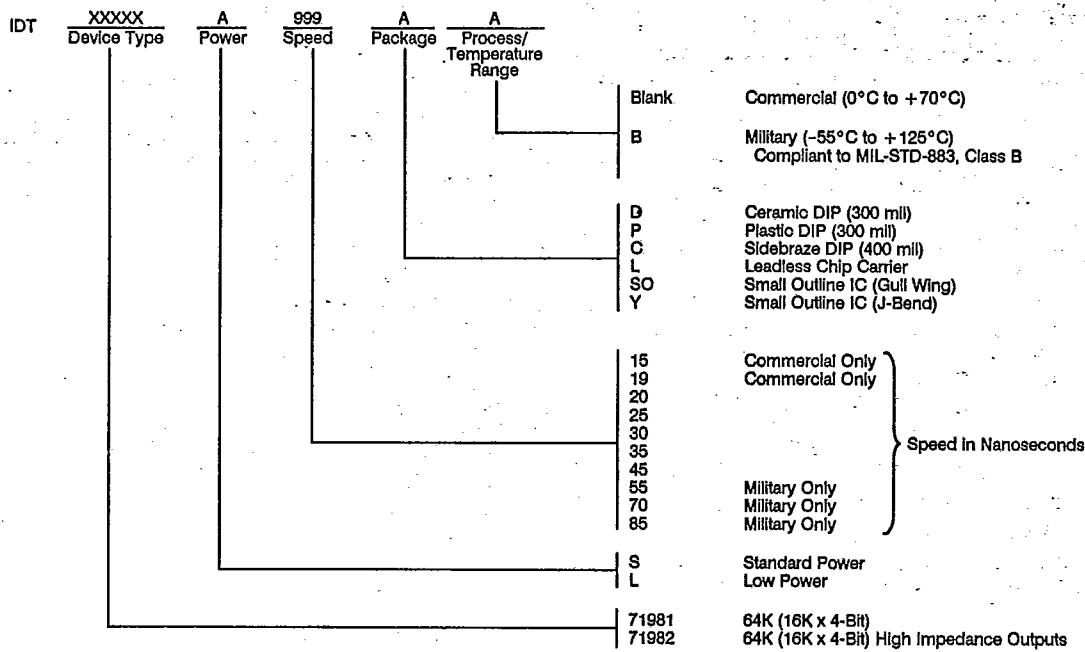 IDT XXXXX A 999 A A
Device Type Power Speed Package Process/
Temperature
Range
Blank Commercial (0°C to +70°C)
B Military (-55°C to +125°C)
Compliant to MIL-STD-883, Class B
D Ceramic DIP (300 mil)
P Plastic DIP (300 mil)
C Sidebraze DIP (400 mil)
L Leadless Chip Carrier
SO Small Outline IC (Gull Wing)
Y Small Outline IC (J-Bend)
15 Commercial Only
19 Commercial Only
20
25
30
35
45
55 Military Only
70 Military Only
85 Military Only
Speed in Nanoseconds
S Standard Power
L Low Power
71981 64K (16K x 4-Bit)
71982 64K (16K x 4-Bit) High Impedance Outputs